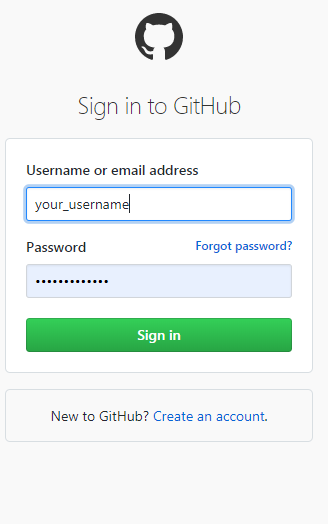 Sign in to GitHub
Username or email address
your_username
Password Forgot password?
•••••••••••••
Sign in
New to GitHub? Create an account.